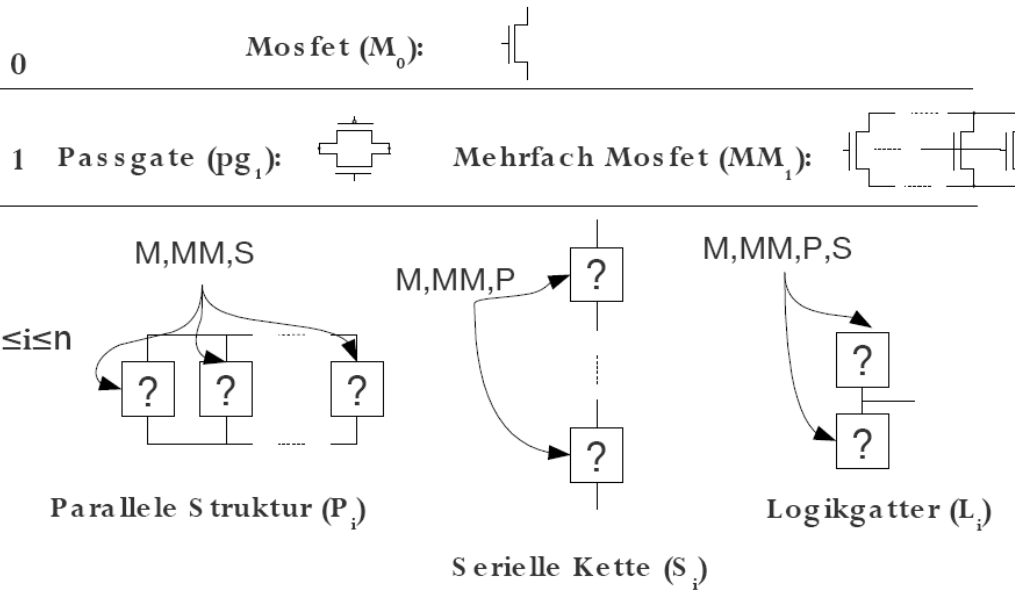 0 Mosfet (M₀):
1 Passgate (pg₁): Mehrfach Mosfet (MM₁):
M,MM,S
M,MM,P
M,MM,P,S
≤i≤n
? ? ?
?
?
?
?
Parallele Struktur (Pᵢ)
Logikgatter (Lᵢ)
Serielle Kette (Sᵢ)